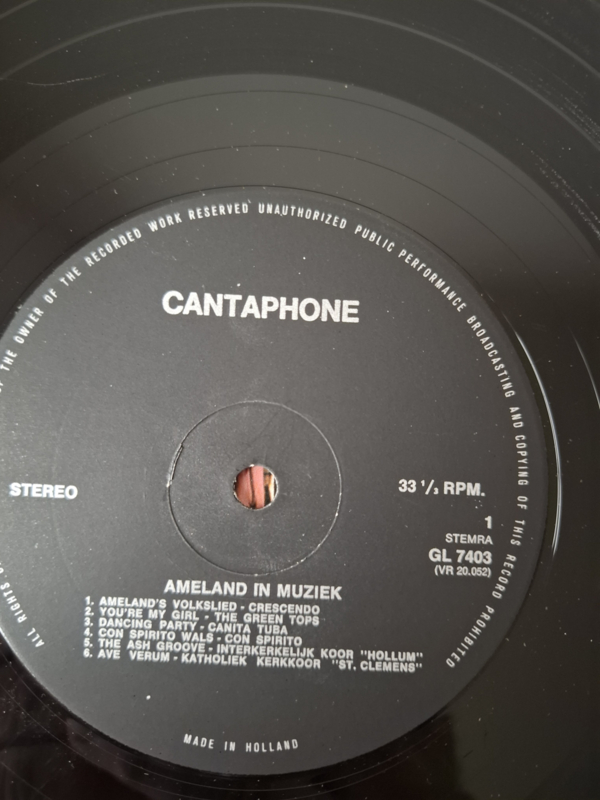 ALL RIGHTS OF THE OWNER OF THE RECORDED WORK RESERVED UNAUTHORIZED PUBLIC PERFORMANCE BROADCASTING AND COPYING OF THIS RECORD PROHIBITED
CANTAPHONE
STEREO
33 1/3 RPM.
1
STEMRA
GL 7403
(VR 20.052)
AMELAND IN MUZIEK
1. AMELAND'S VOLKSLIED - CRESCENDO
2. YOU'RE MY GIRL - THE GREEN TOPS
3. DANCING PARTY - CANITA TUBA
4. CON SPIRITO WALS - CON SPIRITO
5. THE ASH GROOVE - INTERKERKELIJK KOOR "HOLLUM"
6. AVE VERUM - KATHOLIEK KERKKOOR "ST. CLEMENS"
MADE IN HOLLAND